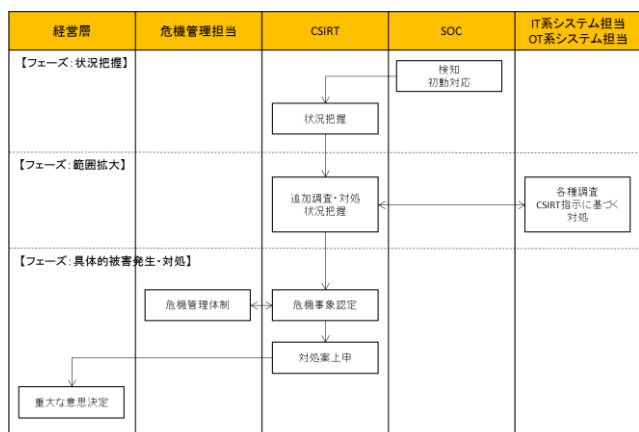 経営層
危機管理担当
CSIRT
SOC
IT系システム担当
OT系システム担当
【フェーズ：状況把握】
検知
初動対応
状況把握
【フェーズ：範囲拡大】
追加調査・対処
状況把握
各種調査
CSIRT指示に基づく
対処
【フェーズ：具体的被害発生・対処】
危機管理体制
危機事象認定
対処案上申
重大な意思決定